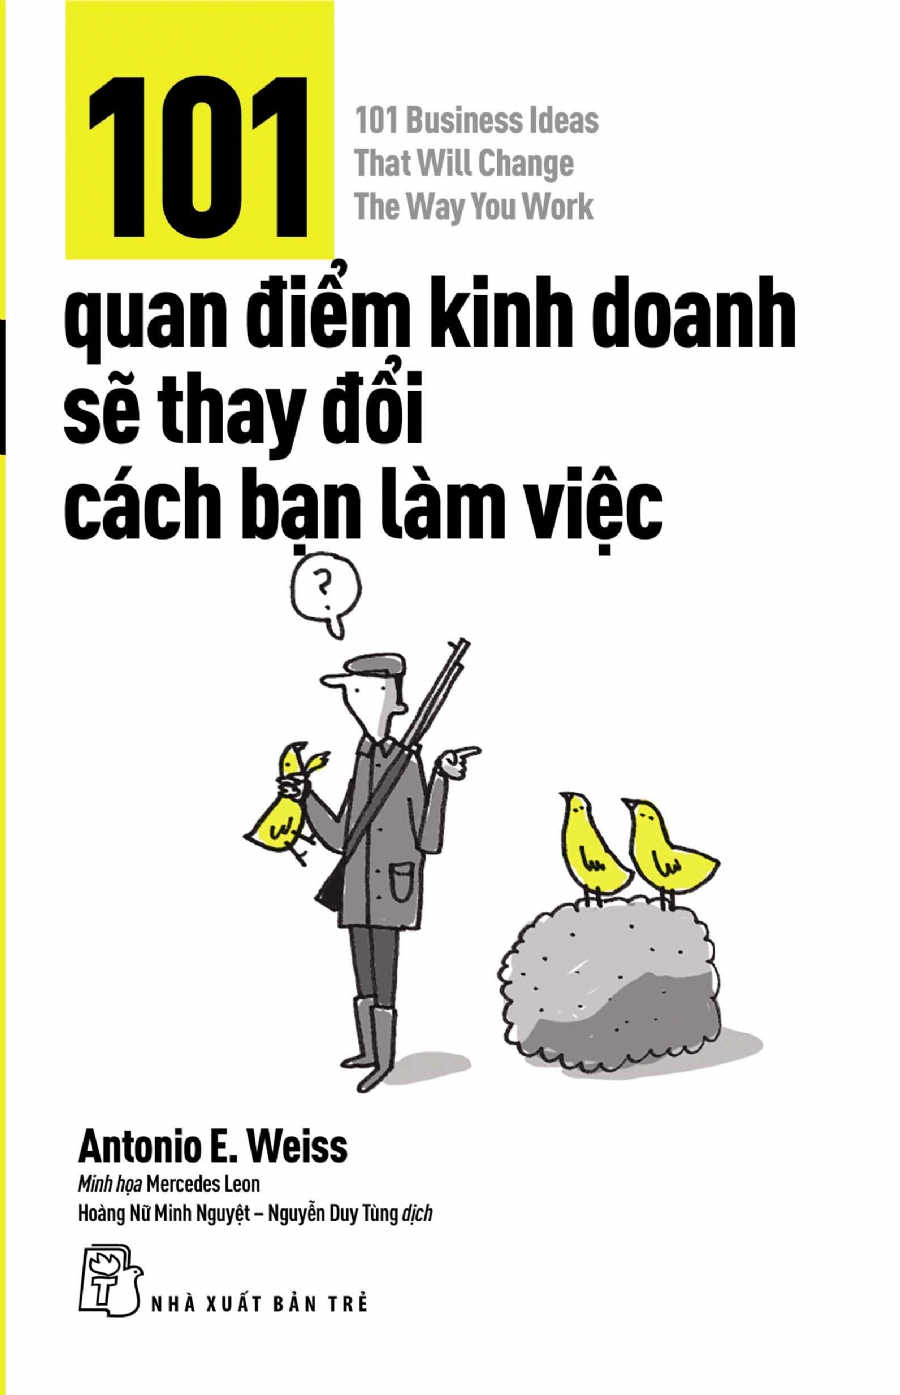 101
101 Business Ideas
That Will Change
The Way You Work
quan điểm kinh doanh
sẽ thay đổi
cách bạn làm việc
?
Antonio E. Weiss
Minh họa Mercedes Leon
Hoàng Nữ Minh Nguyệt – Nguyễn Duy Tùng dịch
T
NHÀ XUẤT BẢN TRẺ